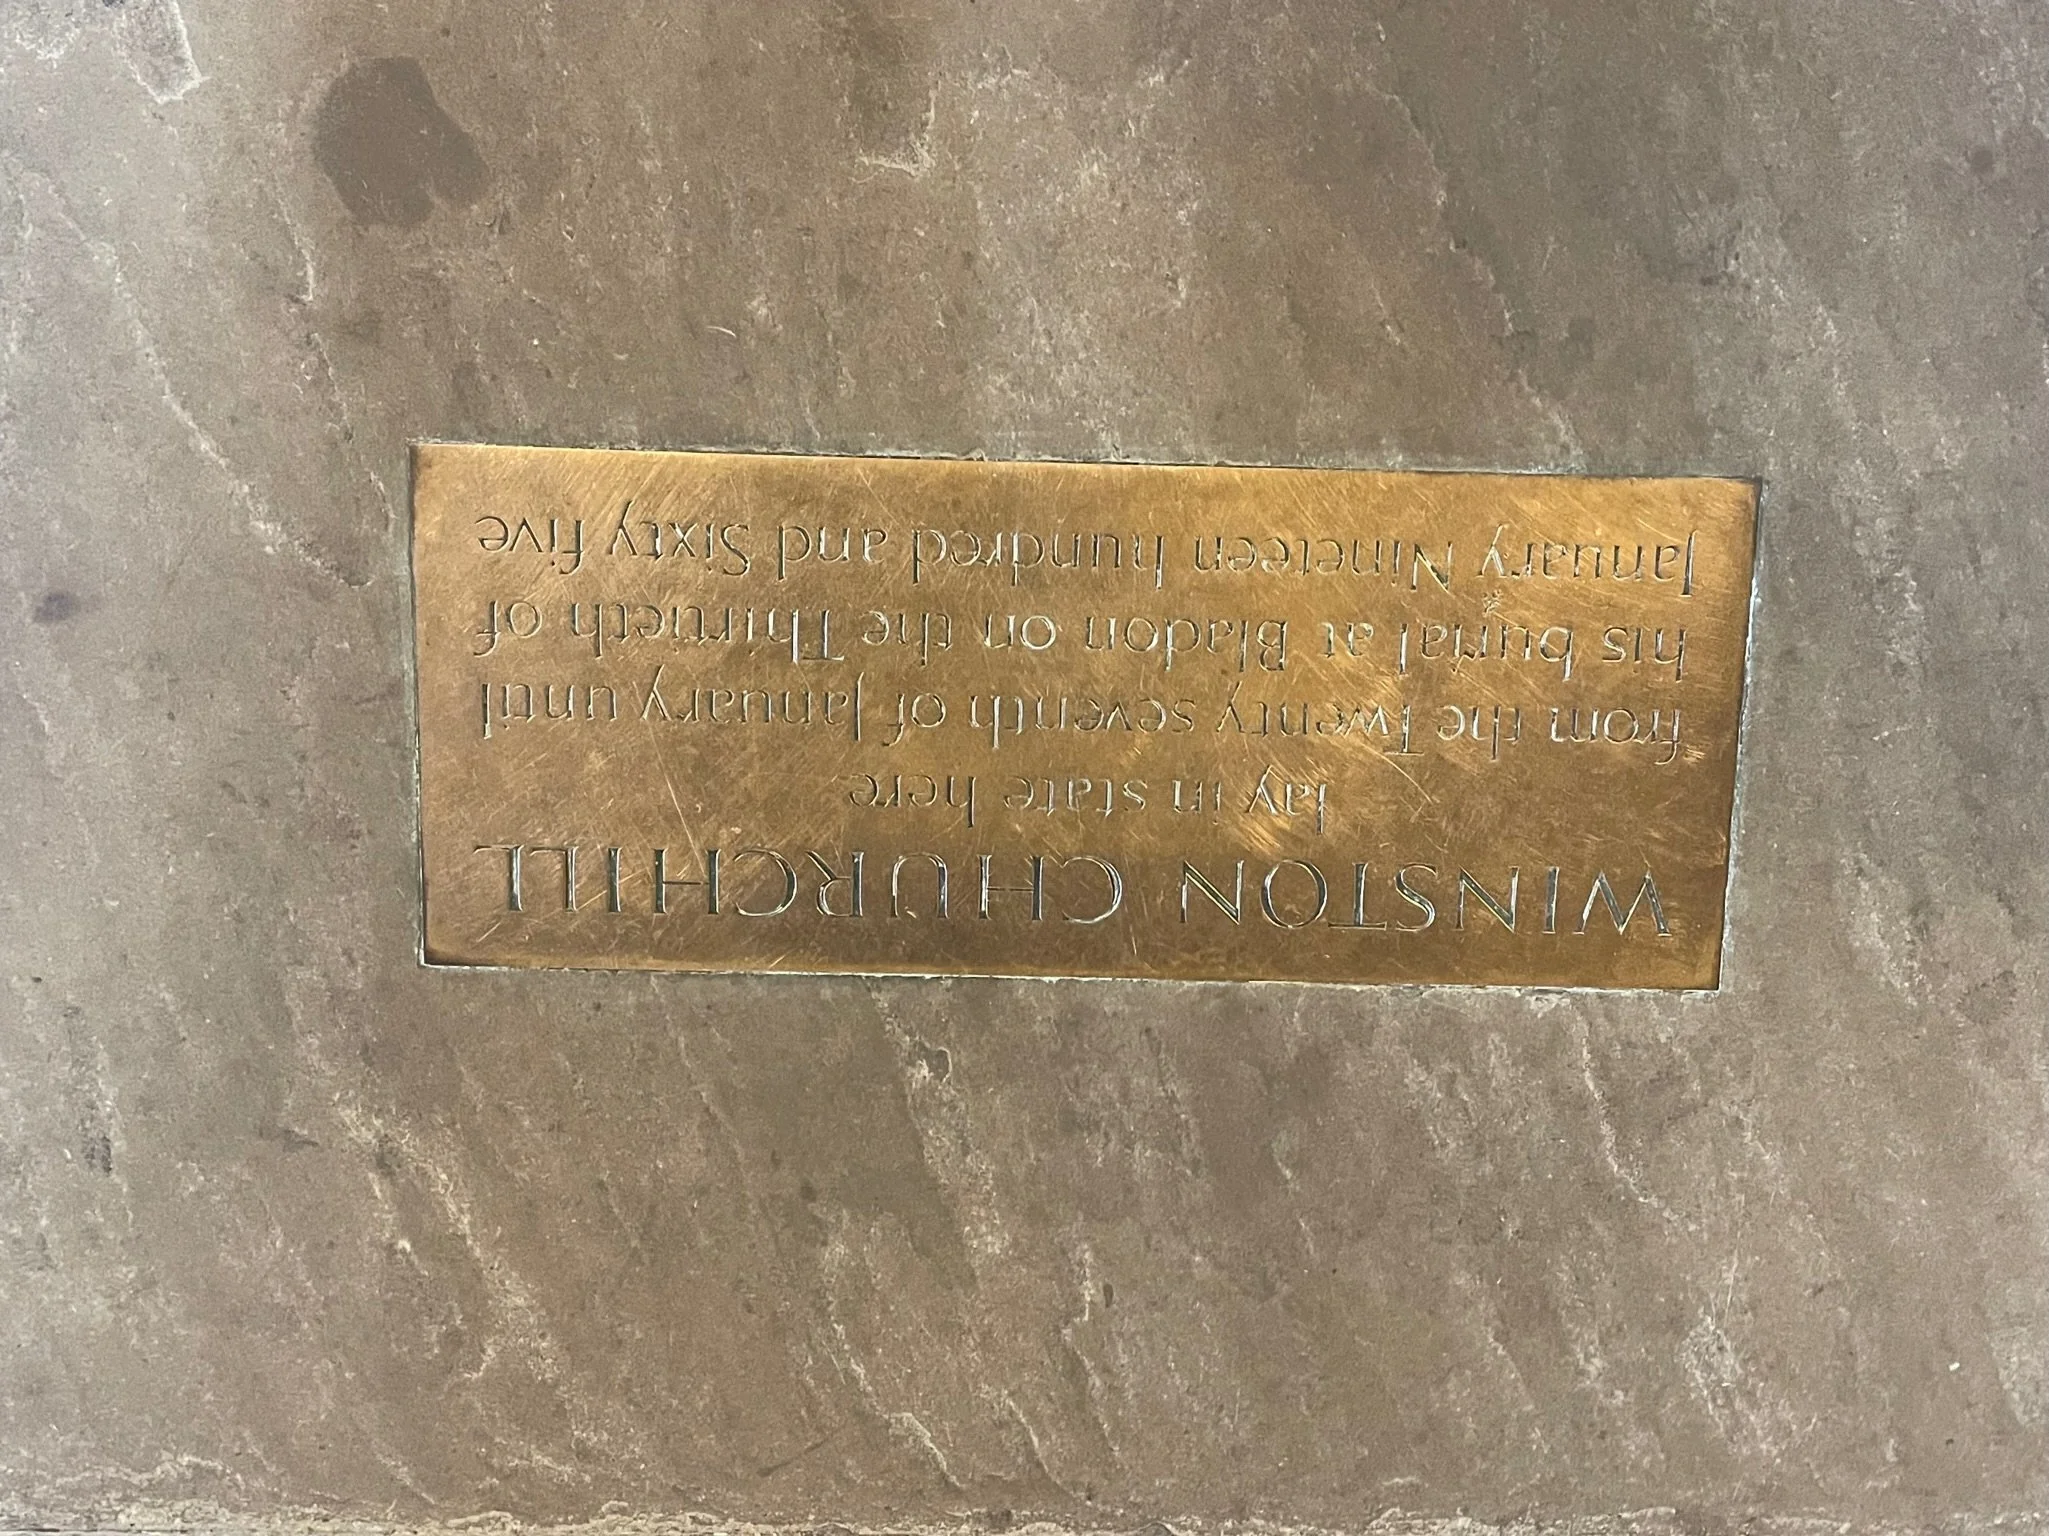 WINSTON CHURCHILL
lay in state here
from the Twenty seventh of January until
his burial at Bladon on the Thirtieth of
January Nineteen hundred and Sixty five